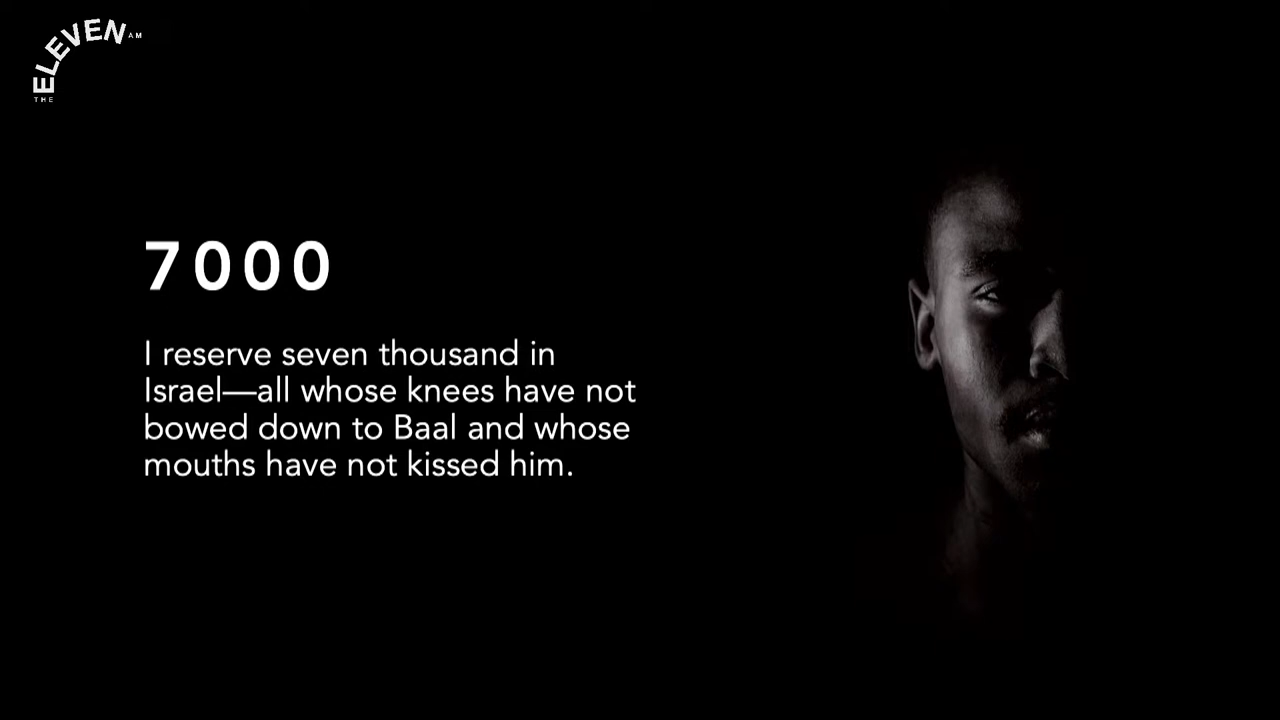 THE ELEVEN AM
7000
I reserve seven thousand in
Israel—all whose knees have not
bowed down to Baal and whose
mouths have not kissed him.